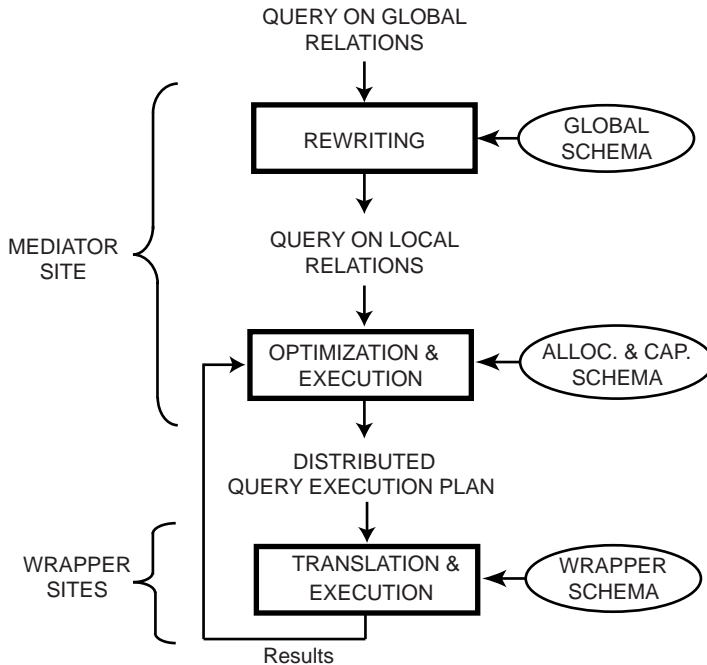 QUERY ON GLOBAL
RELATIONS
REWRITING
GLOBAL
SCHEMA
MEDIATOR
SITE
QUERY ON LOCAL
RELATIONS
OPTIMIZATION &
EXECUTION
ALLOC. & CAP.
SCHEMA
DISTRIBUTED
QUERY EXECUTION PLAN
WRAPPER
SITES
TRANSLATION &
EXECUTION
WRAPPER
SCHEMA
Results